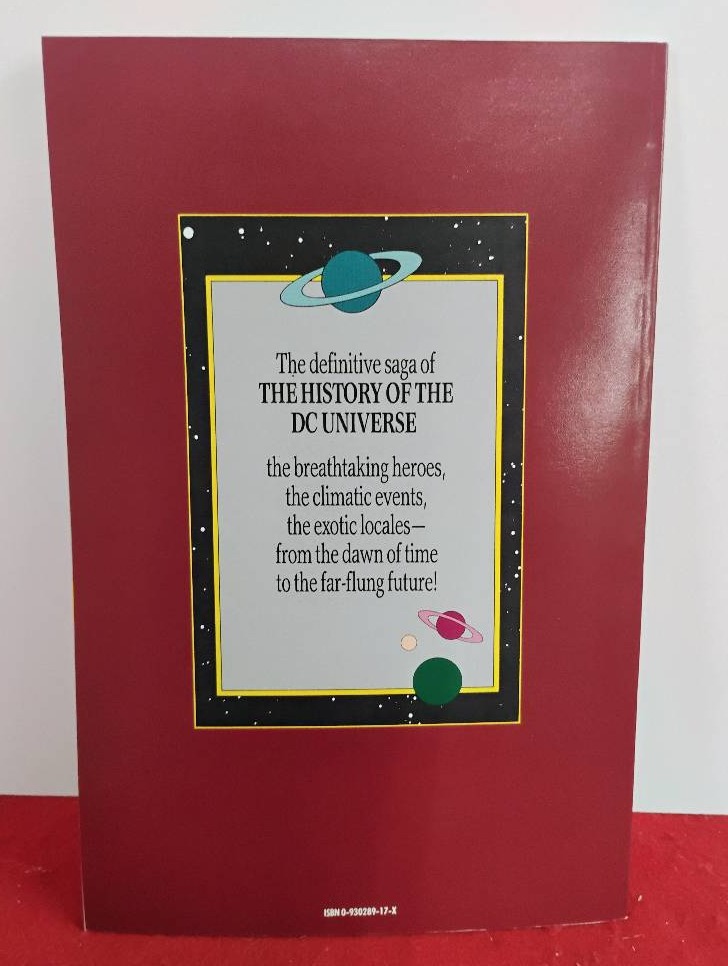 The definitive saga of
THE HISTORY OF THE
DC UNIVERSE
the breathtaking heroes,
the climatic events,
the exotic locales—
from the dawn of time
to the far-flung future!
ISBN 0-930289-17-X